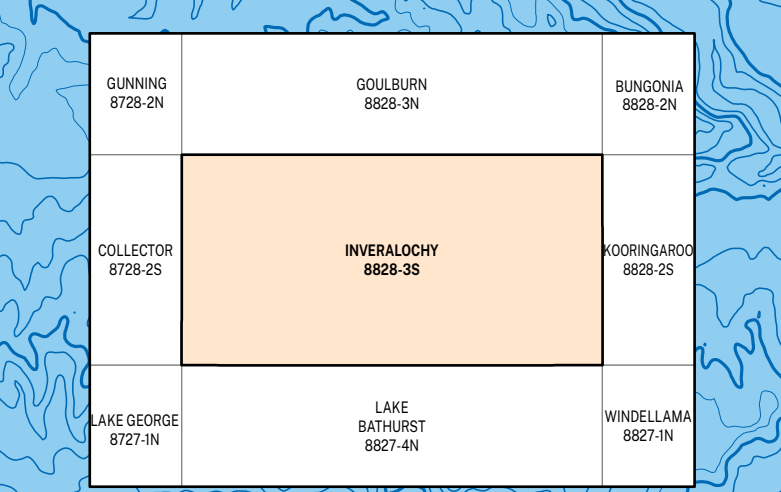 GUNNING
8728-2N
GOULBURN
8828-3N
BUNGONIA
8828-2N
COLLECTOR
8728-2S
INVERALOCHY
8828-3S
KOORINGAROO
8828-2S
LAKE GEORGE
8727-1N
LAKE
BATHURST
8827-4N
WINDELLAMA
8827-1N